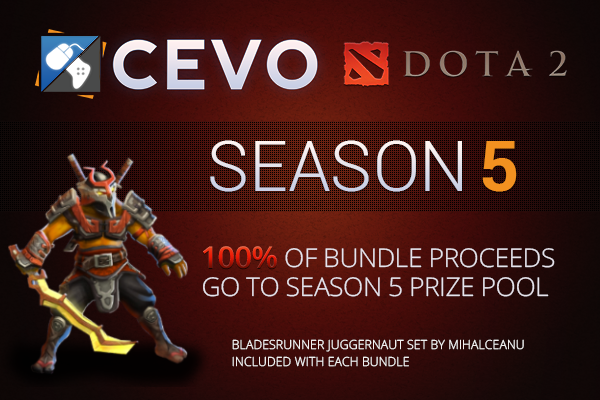 CEVO DOTA 2
SEASON 5
100% OF BUNDLE PROCEEDS
GO TO SEASON 5 PRIZE POOL
BLADESRUNNER JUGGERNAUT SET BY MIHALCEANU
INCLUDED WITH EACH BUNDLE